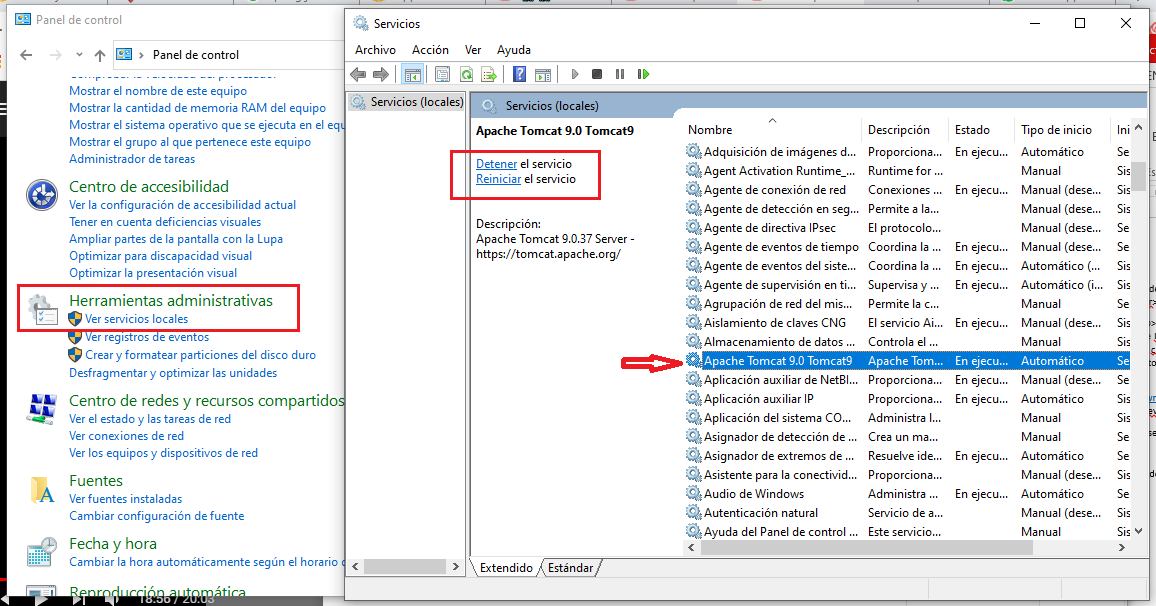 Panel de control
Panel de control
Mostrar el nombre de este equipo
Mostrar la cantidad de memoria RAM del equipo
Mostrar el sistema operativo que se ejecuta en el equ
Mostrar el grupo al que pertenece este equipo
Administrador de tareas
Centro de accesibilidad
Ver la configuración de accesibilidad actual
Tener en cuenta deficiencias visuales
Ampliar partes de la pantalla con la Lupa
Optimizar para discapacidad visual
Optimizar la presentación visual
Herramientas administrativas
Ver servicios locales
Ver registros de eventos
Crear y formatear particiones del disco duro
Desfragmentar y optimizar las unidades
Centro de redes y recursos compartidos
Ver el estado y las tareas de red
Ver conexiones de red
Ver los equipos y dispositivos de red
Fuentes
Ver fuentes instaladas
Cambiar configuración de fuente
Fecha y hora
Cambiar la hora automáticamente según el horario
Reproducción automática
18:56 / 20:03
Servicios
Archivo Acción Ver Ayuda
Servicios (locales)
Servicios (locales)
Apache Tomcat 9.0 Tomcat9
Detener el servicio
Reiniciar el servicio
Descripción:
Apache Tomcat 9.0.37 Server -
https://tomcat.apache.org/
Nombre Descripción Estado Tipo de inicio Ini
Adquisición de imágenes d... Proporciona... En ejecu... Automático Se
Agent Activation Runtime_... Runtime for ... Manual Se
Agente de conexión de red Conexiones ... En ejecu... Manual (dese... Se
Agente de detección en seg... Permite a la... Manual (dese... Sis
Agente de directiva IPsec El protocolo... Manual (dese... Se
Agente de eventos de tiempo Coordina la ... En ejecu... Manual (dese... Se
Agente de eventos del siste... Coordina la ... En ejecu... Automático (... Sis
Agente de supervisión en ti... Supervisa y ... En ejecu... Automático (i... Sis
Agrupación de red del mis... Permite la c... Manual Se
Aislamiento de claves CNG El servicio Ai... En ejecu... Manual (dese... Sis
Almacenamiento de datos ... Controla el ... Manual Se
Apache Tomcat 9.0 Tomcat9 Apache Tom... En ejecu... Automático Se
Aplicación auxiliar de NetBI... Proporciona... En ejecu... Manual (dese... Se
Aplicación auxiliar IP Proporciona... En ejecu... Automático Sis
Aplicación del sistema CO... Administra l... Manual Sis
Asignador de detección de ... Crea un ma... Manual Se
Asignador de extremos de ... Resuelve ide... En ejecu... Automático Se
Asistente para la conectivid... Proporciona... Manual (dese... Sis
Audio de Windows Administra ... En ejecu... Automático Se
Autenticación natural Servicio de a... Manual (dese... Sis
Ayuda del Panel de control ... Este servicio... Manual Sis
Extendido Estándar